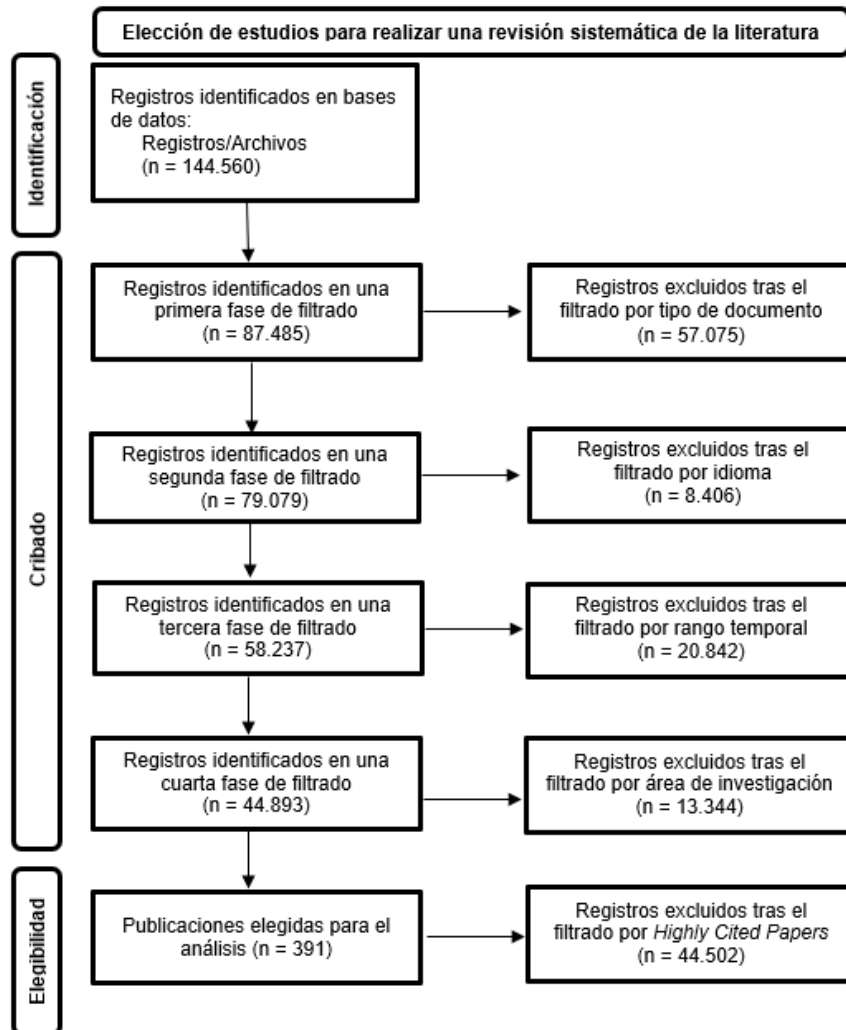 Elección de estudios para realizar una revisión sistemática de la literatura
Identificación
Registros identificados en bases
de datos:
Registros/Archivos
(n = 144.560)
Cribado
Registros identificados en una
primera fase de filtrado
(n = 87.485)
Registros excluidos tras el
filtrado por tipo de documento
(n = 57.075)
Registros identificados en una
segunda fase de filtrado
(n = 79.079)
Registros excluidos tras el
filtrado por idioma
(n = 8.406)
Registros identificados en una
tercera fase de filtrado
(n = 58.237)
Registros excluidos tras el
filtrado por rango temporal
(n = 20.842)
Registros identificados en una
cuarta fase de filtrado
(n = 44.893)
Registros excluidos tras el
filtrado por área de investigación
(n = 13.344)
Elegibilidad
Publicaciones elegidas para el
análisis (n = 391)
Registros excluidos tras el
filtrado por Highly Cited Papers
(n = 44.502)